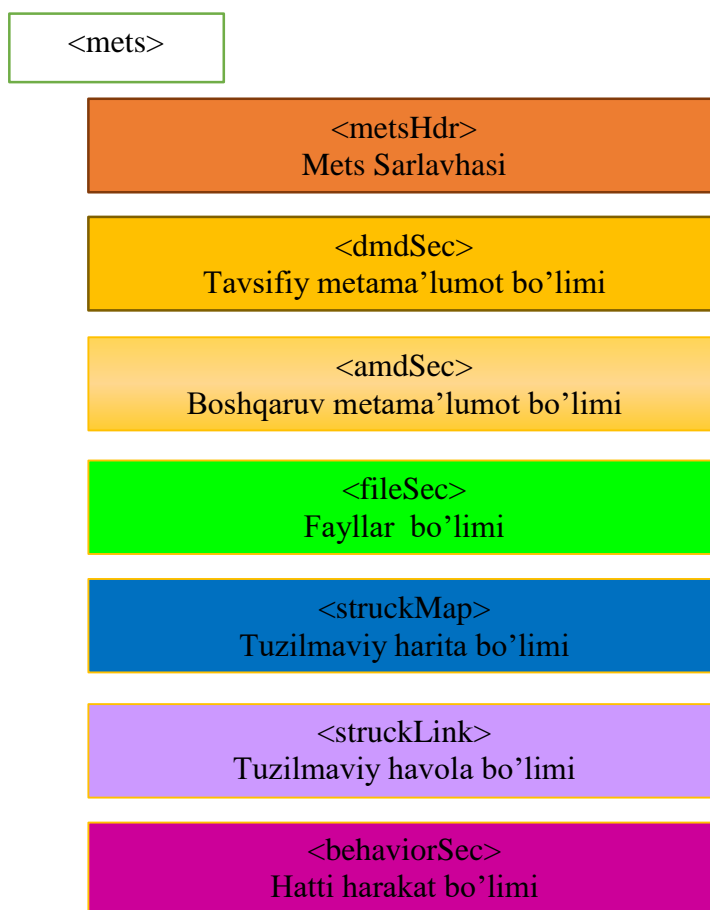 <mets>
<metsHdr>
Mets Sarlavhasi
<dmdSec>
Tavsifiy metama’lumot bo’limi
<amdSec>
Boshqaruv metama’lumot bo’limi
<fileSec>
Fayllar bo’limi
<struckMap>
Tuzilmaviy harita bo’limi
<struckLink>
Tuzilmaviy havola bo’limi
<behaviorSec>
Hatti harakat bo’limi